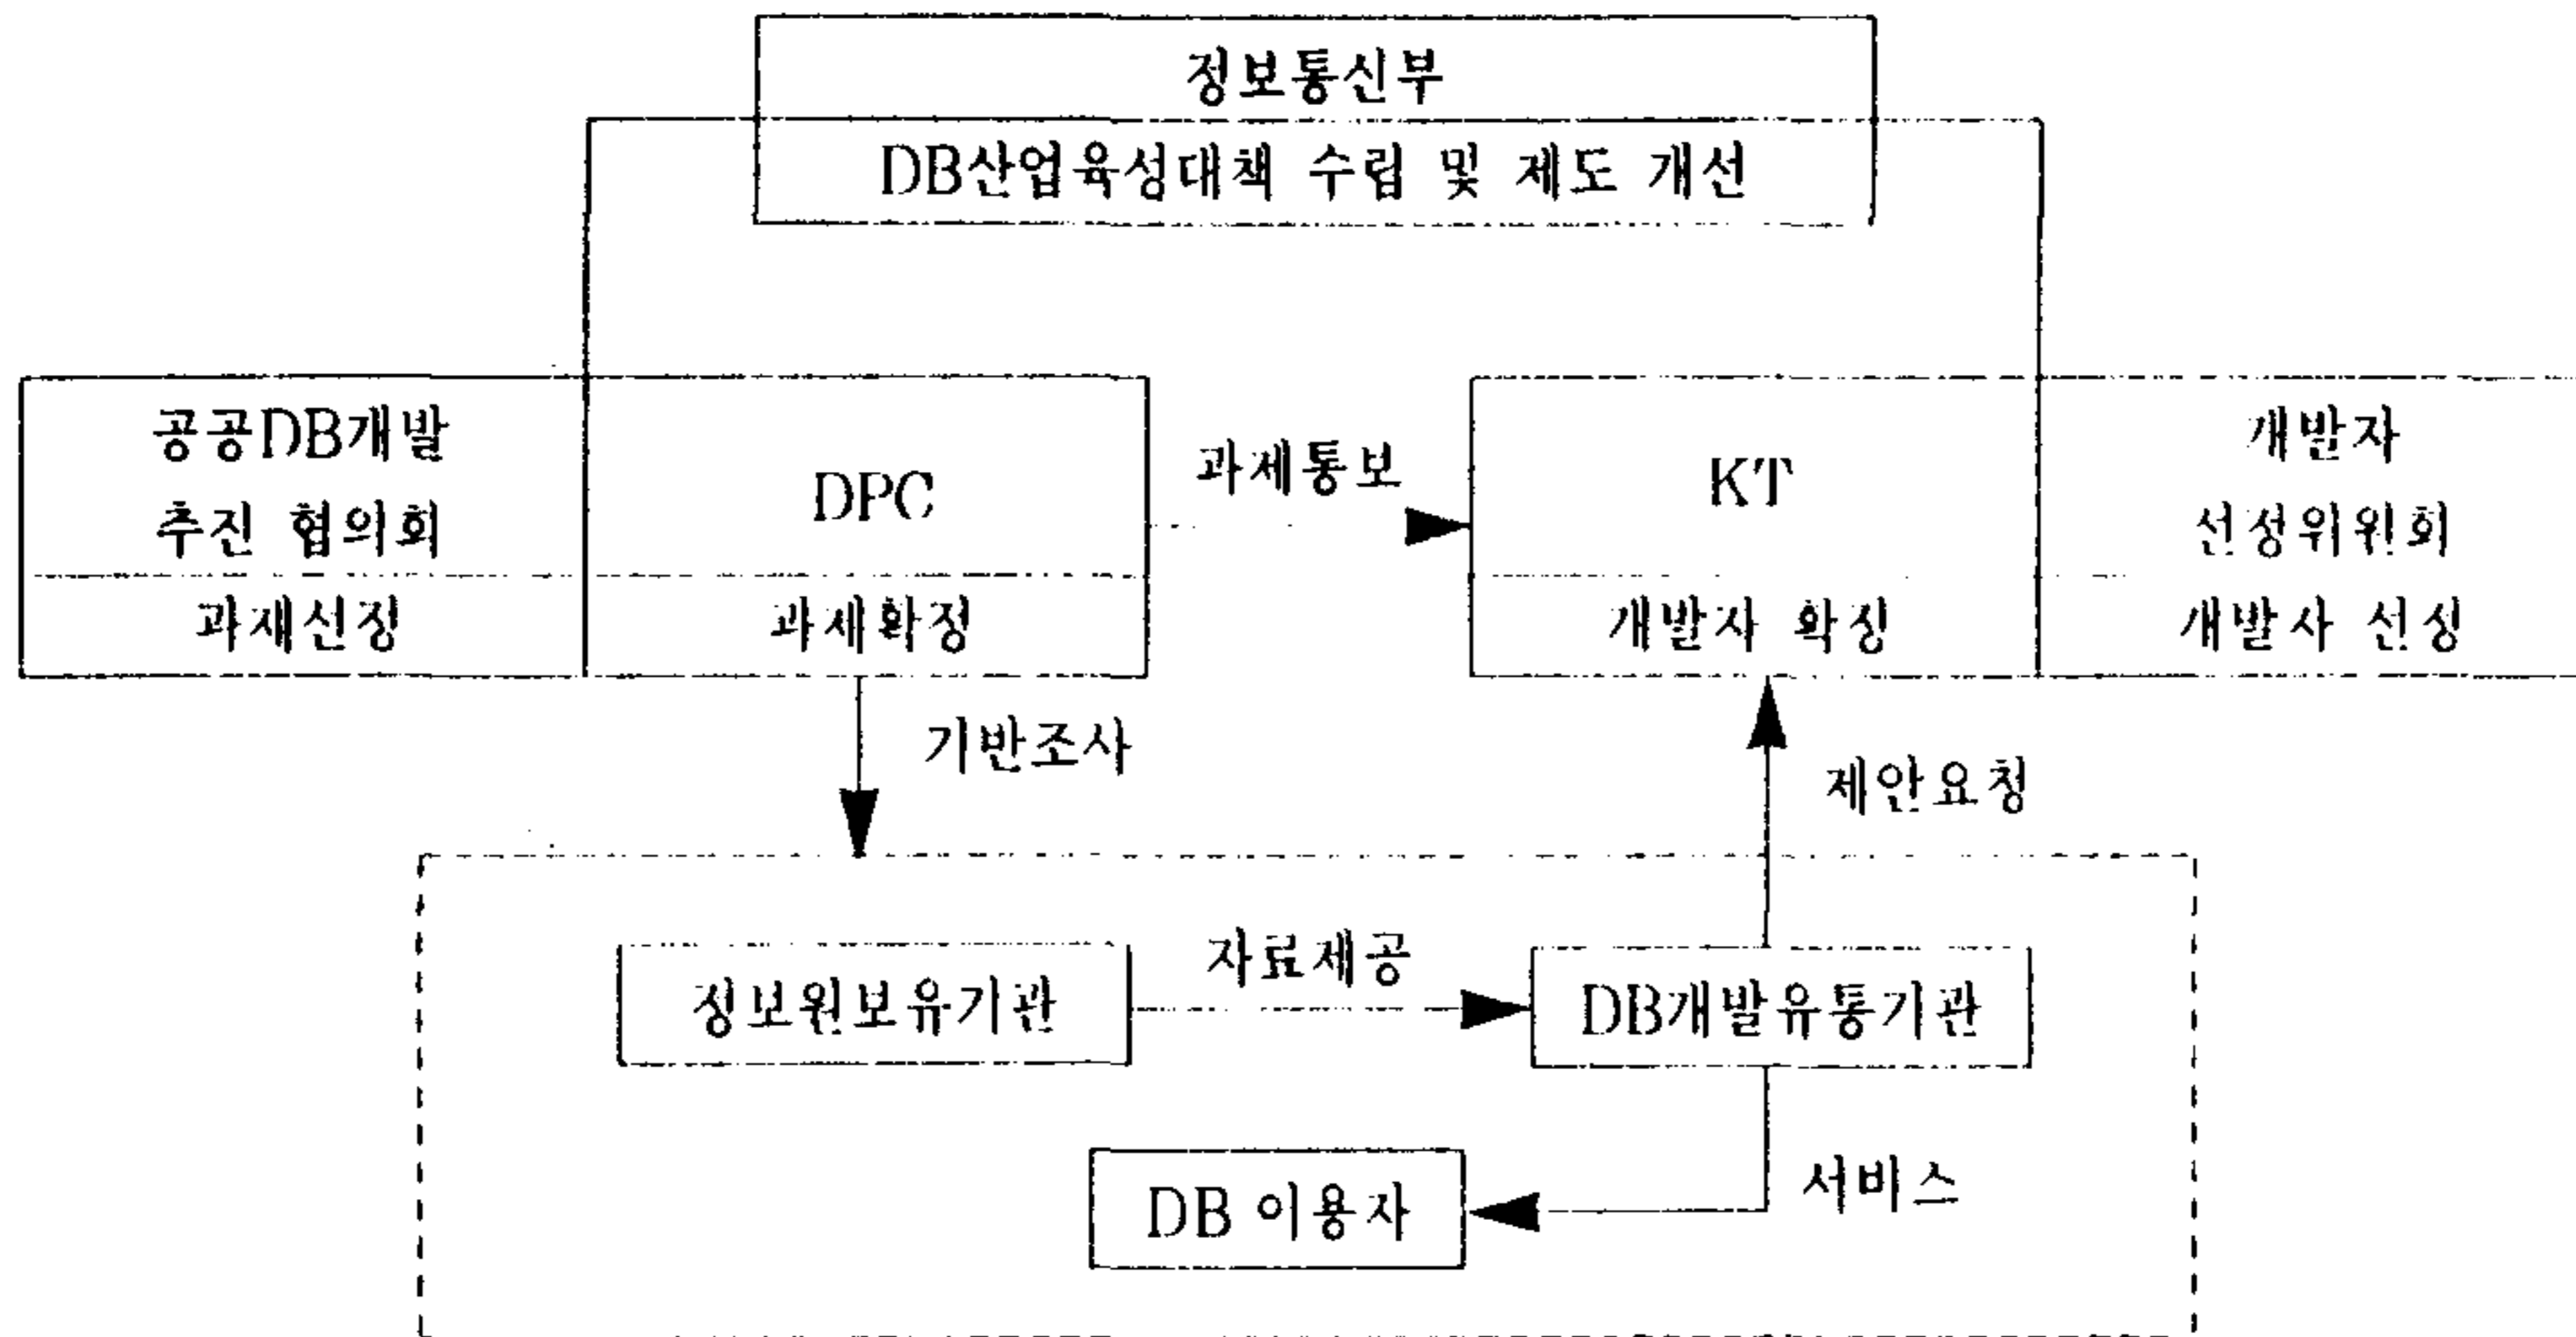 정보통신부
DB산업육성대책 수립 및 제도 개선
공공DB개발
추진 협의회
과제선정
DPC
과제확정
과제통보
KT
개발자 확정
개발자
선정위위회
개발자 선정
기반조사
제안요청
정보원보유기관
자료제공
DB개발유통기관
DB 이용자
서비스